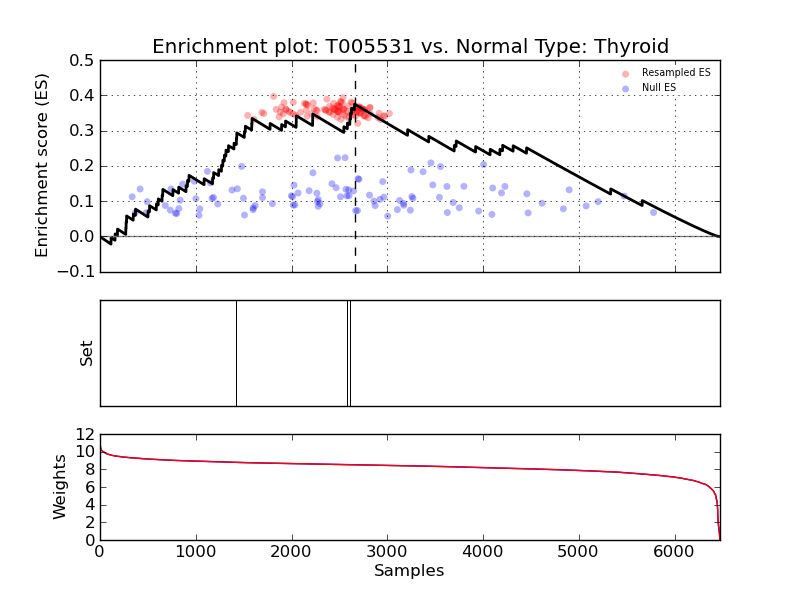 Enrichment plot: T005531 vs. Normal Type: Thyroid
0.5
0.4
0.3
0.2
0.1
0.0
−0.1
Enrichment score (ES)
Resampled ES
Null ES
Set
12
10
8
6
4
2
0
Weights
0 1000 2000 3000 4000 5000 6000
Samples